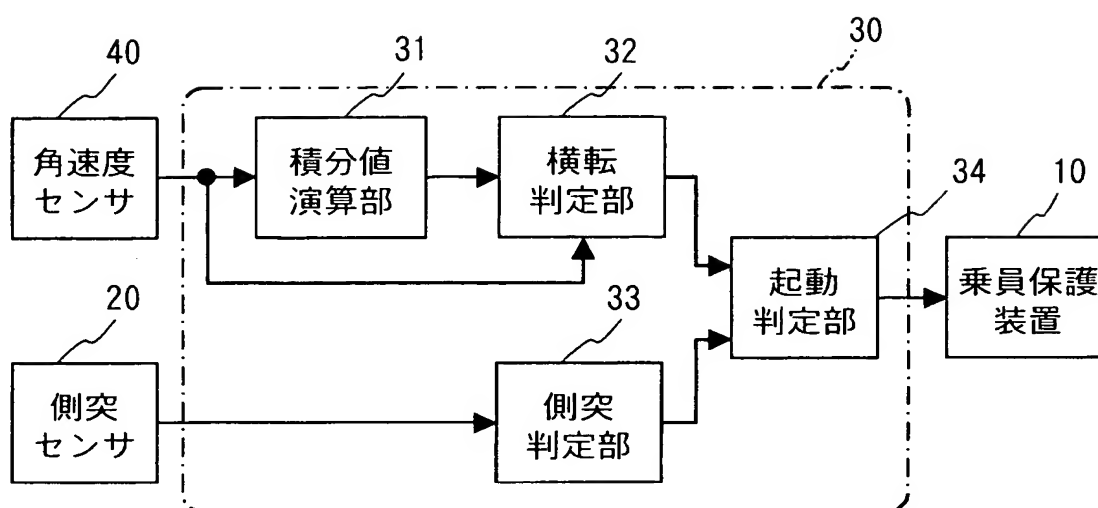 30
40
31
32
角速度
センサ
積分値
演算部
横転
判定部
34
10
起動
判定部
乗員保護
装置
20
33
側突
センサ
側突
判定部